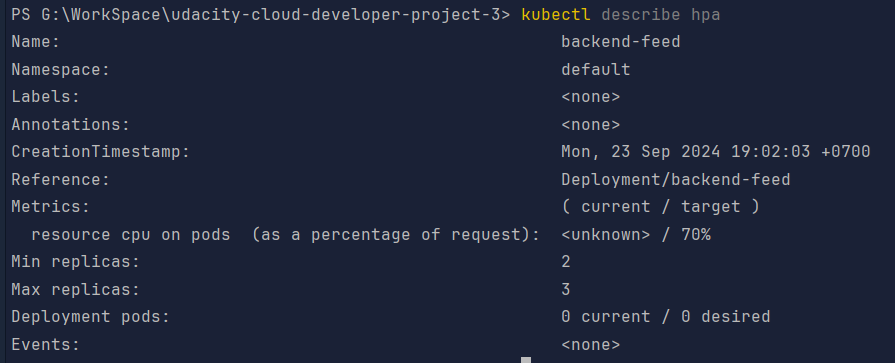 PS G:\WorkSpace\udacity-cloud-developer-project-3> kubectl describe hpa
Name: backend-feed
Namespace: default
Labels: <none>
Annotations: <none>
CreationTimestamp: Mon, 23 Sep 2024 19:02:03 +0700
Reference: Deployment/backend-feed
Metrics: ( current / target )
  resource cpu on pods  (as a percentage of request): <unknown> / 70%
Min replicas: 2
Max replicas: 3
Deployment pods: 0 current / 0 desired
Events: <none>